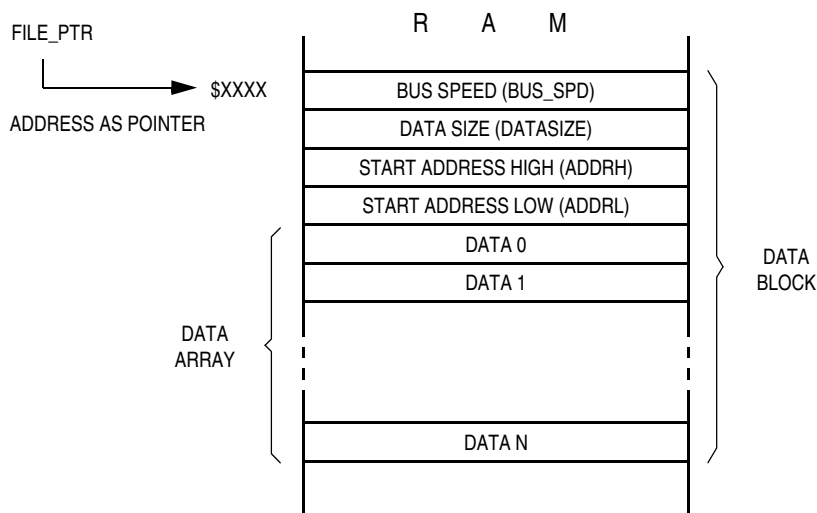 R A M
FILE_PTR
$XXXX
ADDRESS AS POINTER
BUS SPEED (BUS_SPD)
DATA SIZE (DATASIZE)
START ADDRESS HIGH (ADDRH)
START ADDRESS LOW (ADDRL)
DATA 0
DATA 1
DATA
BLOCK
DATA
ARRAY
DATA N